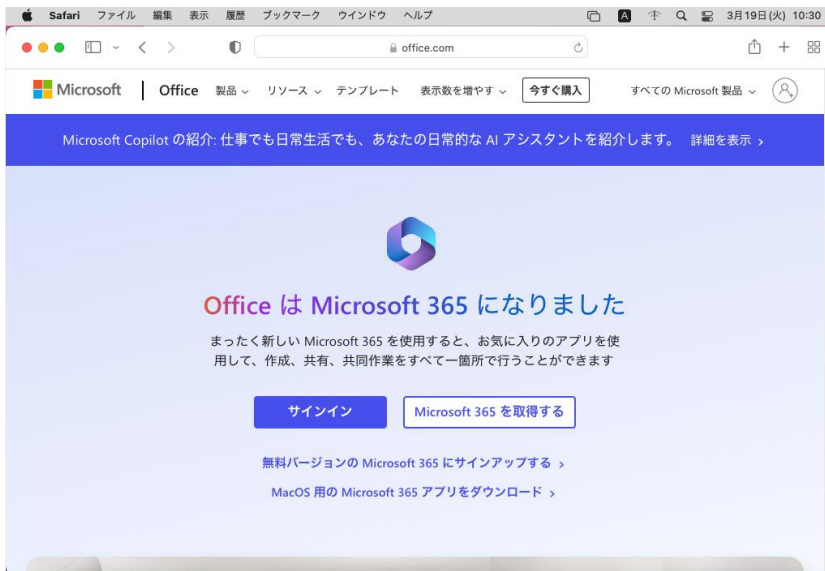 Safari ファイル 編集 表示 履歴 ブックマーク ウインドウ ヘルプ A 3月19日(火) 10:30
office.com
Microsoft Office 製品 リソース テンプレート 表示数を増やす 今すぐ購入 すべての Microsoft 製品
Microsoft Copilot の紹介: 仕事でも日常生活でも、あなたの日常的な AI アシスタントを紹介します。 詳細を表示 >
Office は Microsoft 365 になりました
まったく新しい Microsoft 365 を使用すると、お気に入りのアプリを使
用して、作成、共有、共同作業をすべて一箇所で行うことができます
サインイン Microsoft 365 を取得する
無料バージョンの Microsoft 365 にサインアップする >
MacOS 用の Microsoft 365 アプリをダウンロード >